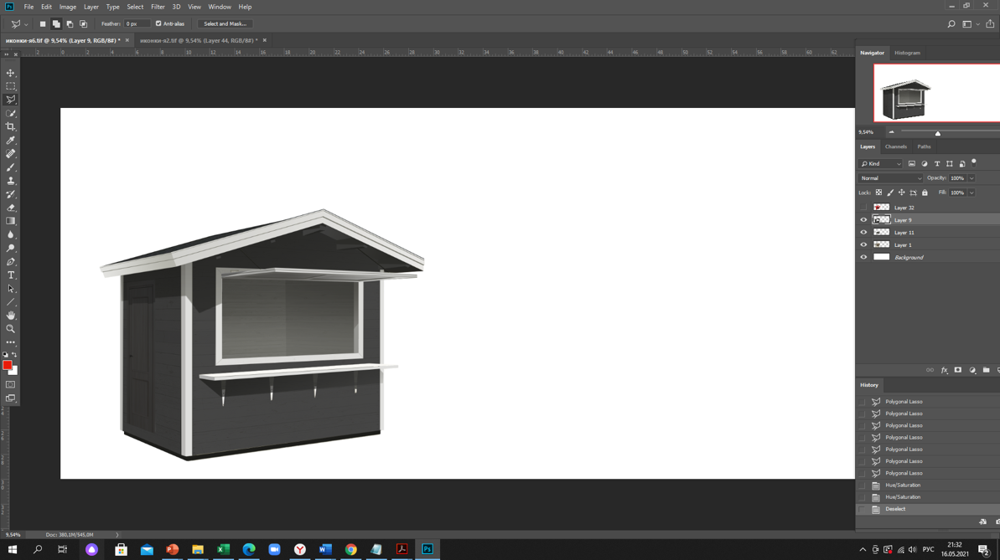 Ps File Edit Image Layer Type Select Filter 3D View Window Help
Feather: 0 px Anti-alias Select and Mask...
иконки-я6.tif @ 9,54% (Layer 9, RGB/8#) * × иконки-я2.tif @ 9,54% (Layer 44, RGB/8#) * ×
2 0 2 4 6 8 10 12 14 16 18 20 22 24 26 28 30 32 34 36 38 40 42 44 46 48 50 52 54 56 58 60 62
Navigator Histogram
9,54%
Layers Channels Paths
Kind
Normal Opacity: 100%
Lock: Fill: 100%
Layer 32
Layer 9
Layer 11
Layer 1
Background
fx
History
Polygonal Lasso
Polygonal Lasso
Polygonal Lasso
Polygonal Lasso
Polygonal Lasso
Polygonal Lasso
Polygonal Lasso
Hue/Saturation
Hue/Saturation
Deselect
9,54% Doc: 380,1M/545,0M
РУС
21:32
16.05.2021
2